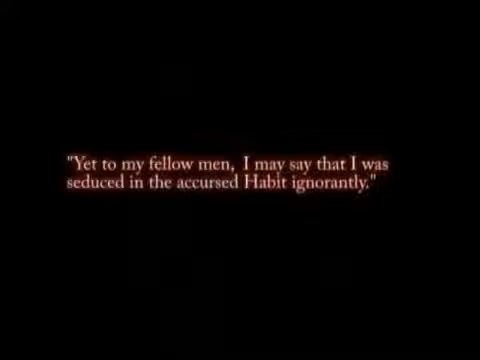 "Yet to my fellow men, I may say that I was
seduced in the accursed Habit ignorantly."